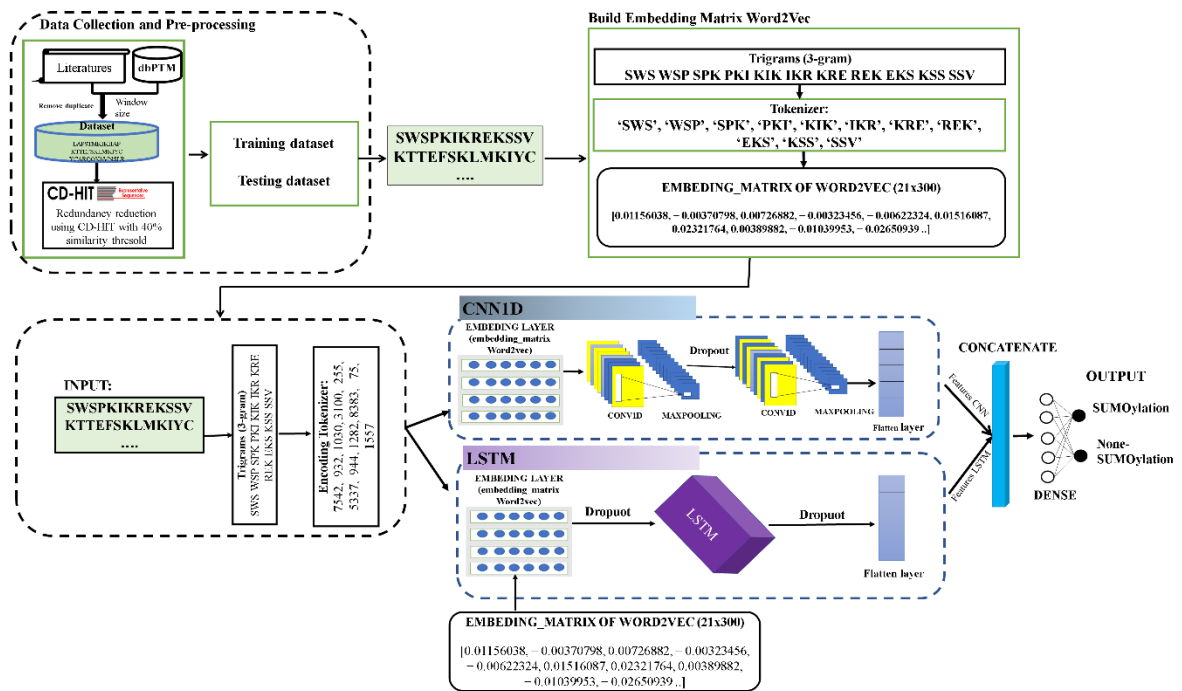 Data Collection and Pre-processing
Literatures
dbPTM
Remove duplicate
Window
size
Dataset
KTTEFSKLMKIYC
CD-HIT
Representative
Sequences
Redundancy reduction
using CD-HIT with 40%
similarity thresold
Training dataset
Testing dataset
SWSPKIKREKSSV
KTTEFSKLMKIYC
....
Build Embedding Matrix Word2Vec
Trigrams (3-gram)
SWS WSP SPK PKI KIK IKR KRE REK EKS KSS SSV
Tokenizer:
‘SWS’, ‘WSP’, ‘SPK’, ‘PKI’, ‘KIK’, ‘IKR’, ‘KRE’, ‘REK’,
‘EKS’, ‘KSS’, ‘SSV’
EMBEDING_MATRIX OF WORD2VEC (21x300)
[0.01156038, − 0.00370798, 0.00726882, − 0.00323456, − 0.00622324, 0.01516087,
0.02321764, 0.00389882, − 0.01039953, − 0.02650939 ..]
INPUT:
SWSPKIKREKSSV
KTTEFSKLMKIYC
....
Trigrams (3-gram)
SWS WSP SPK PKI KIK IKR KRE
REK EKS KSS SSV
Encoding Tokenizer:
7542, 932, 1030, 3100, 255,
5337, 944, 1282, 8383, 75,
1557
CNN1D
EMBEDING LAYER
(embedding_matrix
Word2vec)
CONVID
MAXPOOLING
Dropout
CONVID
MAXPOOLING
Flatten layer
LSTM
EMBEDING LAYER
(embedding_matrix
Word2vec)
Dropuot
LSTM
Dropuot
Flatten layer
EMBEDING_MATRIX OF WORD2VEC (21x300)
[0.01156038, − 0.00370798, 0.00726882, − 0.00323456,
− 0.00622324, 0.01516087, 0.02321764, 0.00389882,
− 0.01039953, − 0.02650939 ..]
Features CNN
Features LSTM
CONCATENATE
DENSE
OUTPUT
SUMOylation
None-
SUMOylation